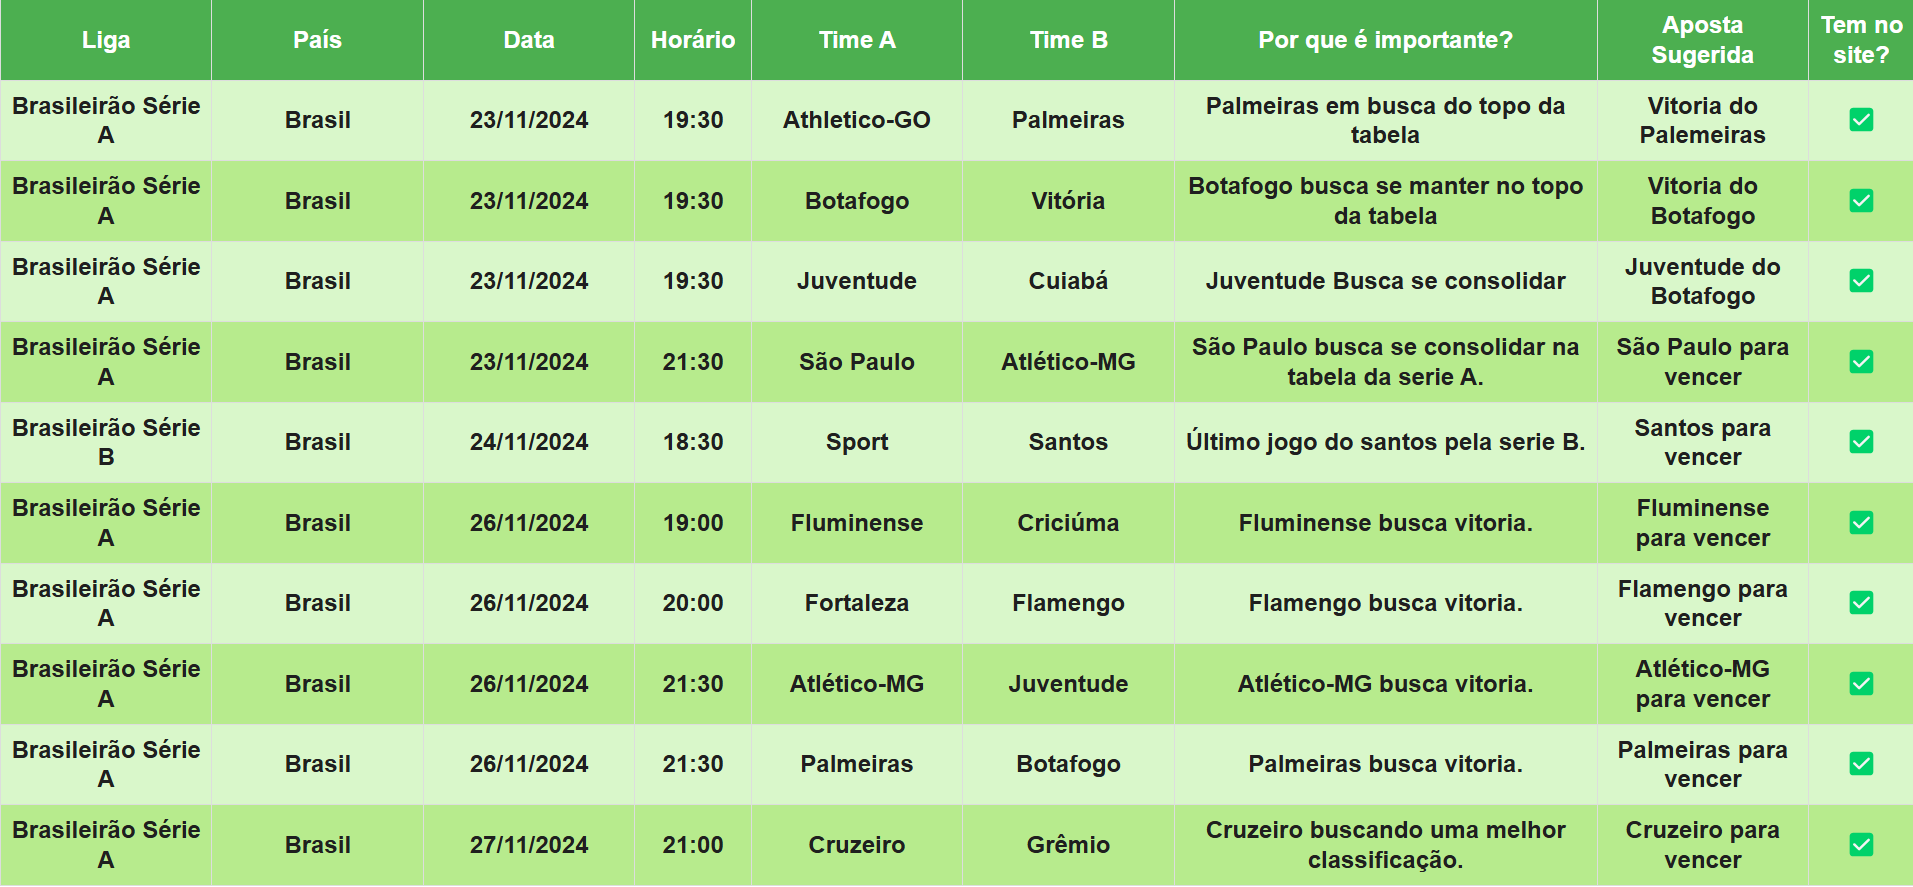 Liga País Data Horário Time A Time B Por que é importante? Aposta Sugerida Tem no site?
Brasileirão Série A Brasil 23/11/2024 19:30 Athletico-GO Palmeiras Palmeiras em busca do topo da tabela Vitoria do Palemeiras
Brasileirão Série A Brasil 23/11/2024 19:30 Botafogo Vitória Botafogo busca se manter no topo da tabela Vitoria do Botafogo
Brasileirão Série A Brasil 23/11/2024 19:30 Juventude Cuiabá Juventude Busca se consolidar Juventude do Botafogo
Brasileirão Série A Brasil 23/11/2024 21:30 São Paulo Atlético-MG São Paulo busca se consolidar na tabela da serie A. São Paulo para vencer
Brasileirão Série B Brasil 24/11/2024 18:30 Sport Santos Último jogo do santos pela serie B. Santos para vencer
Brasileirão Série A Brasil 26/11/2024 19:00 Fluminense Criciúma Fluminense busca vitoria. Fluminense para vencer
Brasileirão Série A Brasil 26/11/2024 20:00 Fortaleza Flamengo Flamengo busca vitoria. Flamengo para vencer
Brasileirão Série A Brasil 26/11/2024 21:30 Atlético-MG Juventude Atlético-MG busca vitoria. Atlético-MG para vencer
Brasileirão Série A Brasil 26/11/2024 21:30 Palmeiras Botafogo Palmeiras busca vitoria. Palmeiras para vencer
Brasileirão Série A Brasil 27/11/2024 21:00 Cruzeiro Grêmio Cruzeiro buscando uma melhor classificação. Cruzeiro para vencer